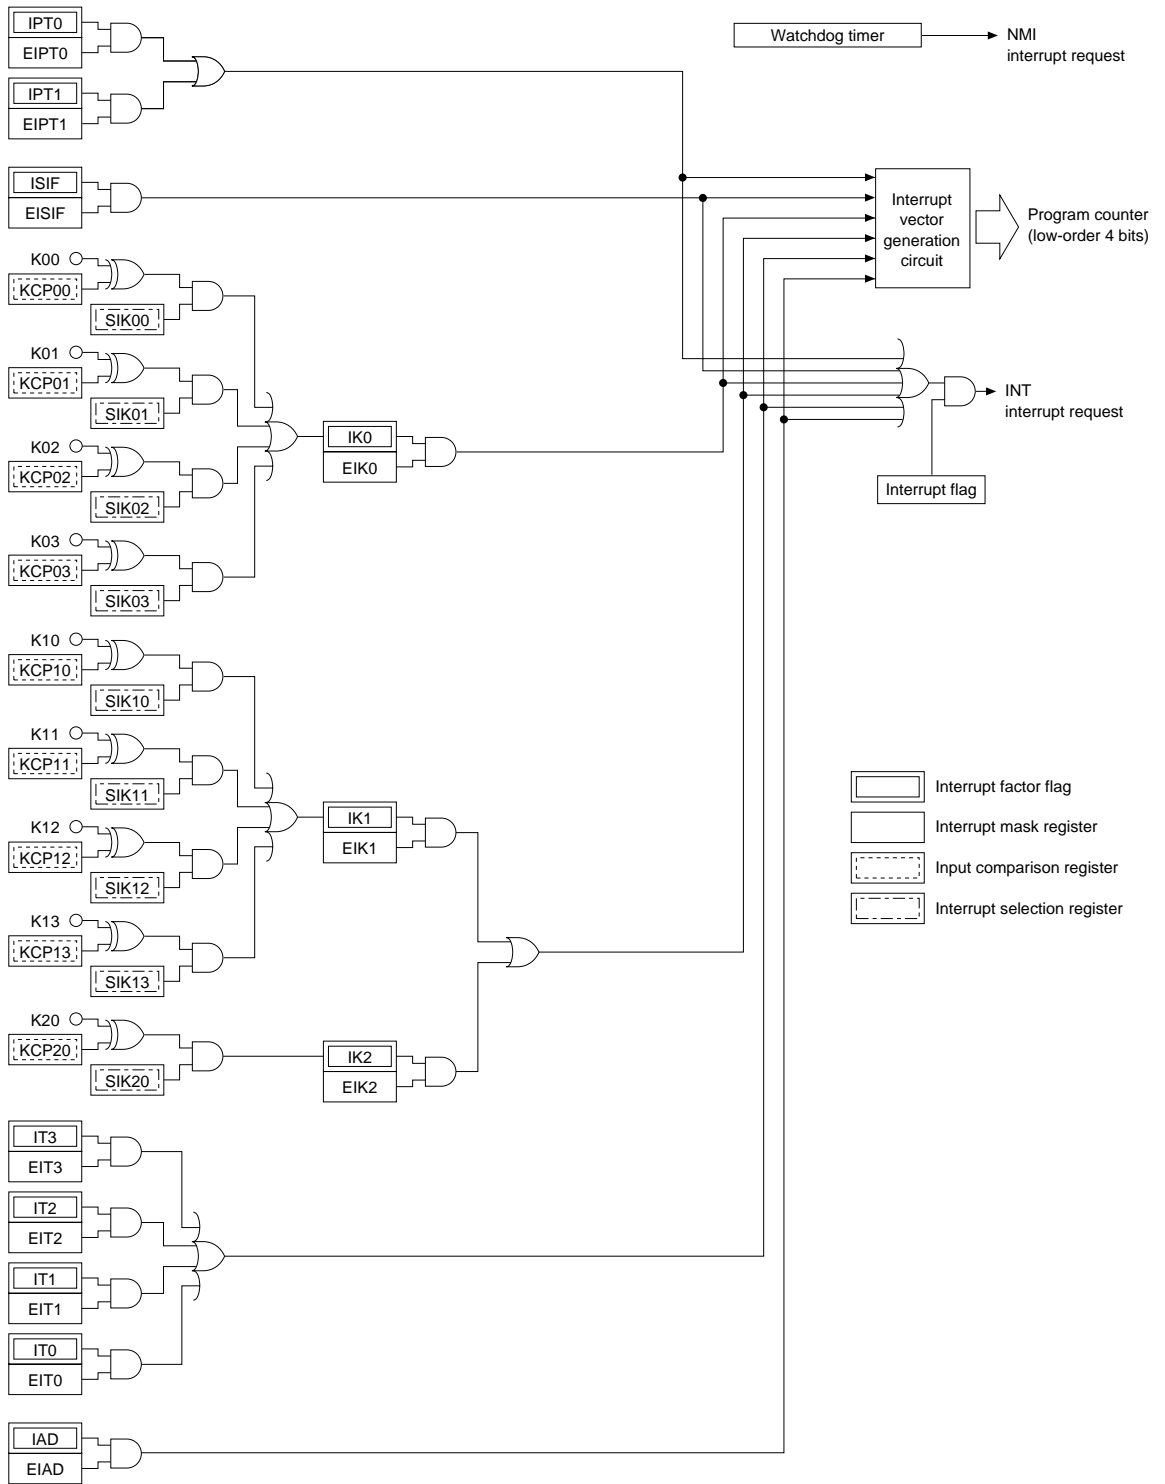 IPT0
EIPT0
IPT1
EIPT1
Watchdog timer
NMI
interrupt request
ISIF
EISIF
Interrupt
vector
generation
circuit
Program counter
(low-order 4 bits)
K00
KCP00
SIK00
K01
KCP01
SIK01
K02
KCP02
SIK02
K03
KCP03
SIK03
IK0
EIK0
INT
interrupt request
Interrupt flag
K10
KCP10
SIK10
K11
KCP11
SIK11
K12
KCP12
SIK12
K13
KCP13
SIK13
IK1
EIK1
K20
KCP20
SIK20
IK2
EIK2
Interrupt factor flag
Interrupt mask register
Input comparison register
Interrupt selection register
IT3
EIT3
IT2
EIT2
IT1
EIT1
IT0
EIT0
IAD
EIAD